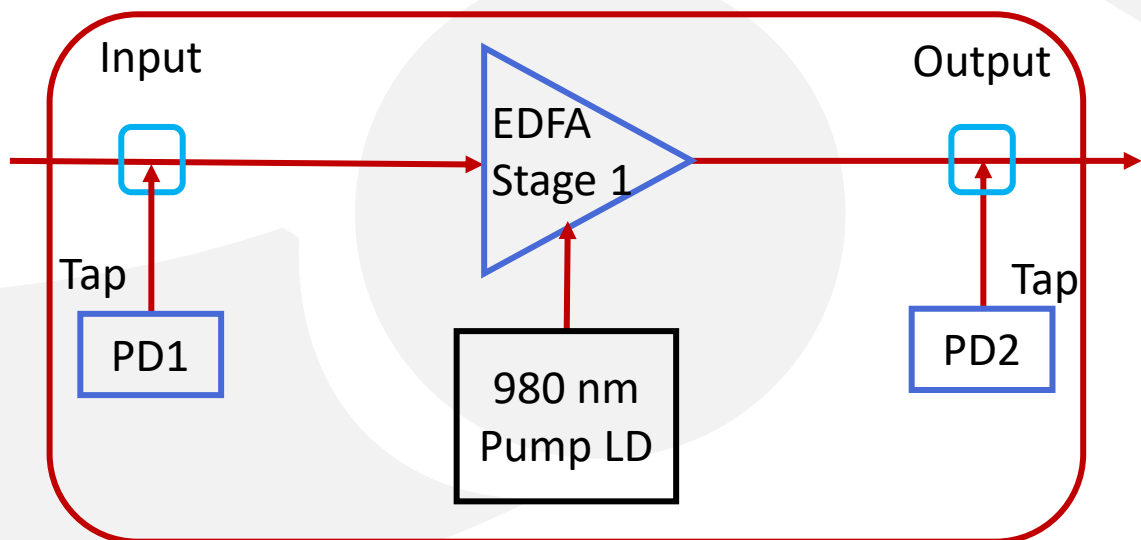 Input
Output
EDFA
Stage 1
Tap
Tap
PD1
PD2
980 nm
Pump LD